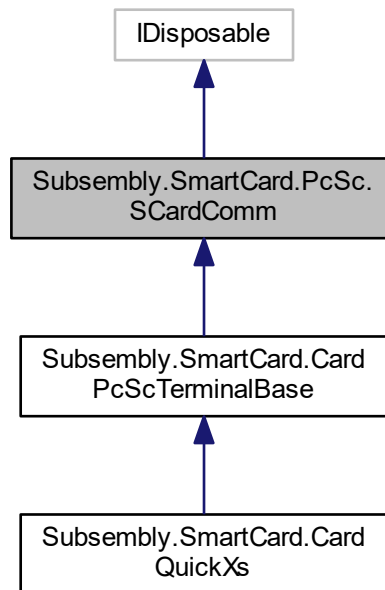 IDisposable
Subsembly.SmartCard.PcSc.
SCardComm
Subsembly.SmartCard.Card
PcScTerminalBase
Subsembly.SmartCard.Card
QuickXs